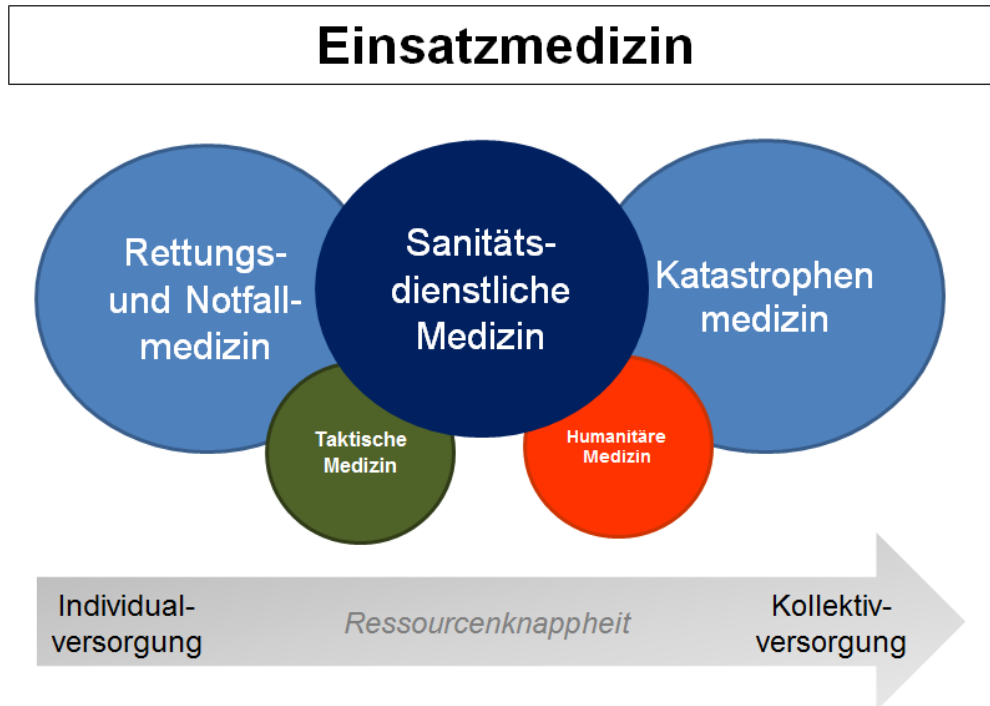 Einsatzmedizin
Rettungs-
und Notfall-
medizin
Sanitäts-
dienstliche
Medizin
Katastrophen
medizin
Taktische
Medizin
Humanitäre
Medizin
Individual-
versorgung
Ressourcenknappheit
Kollektiv-
versorgung